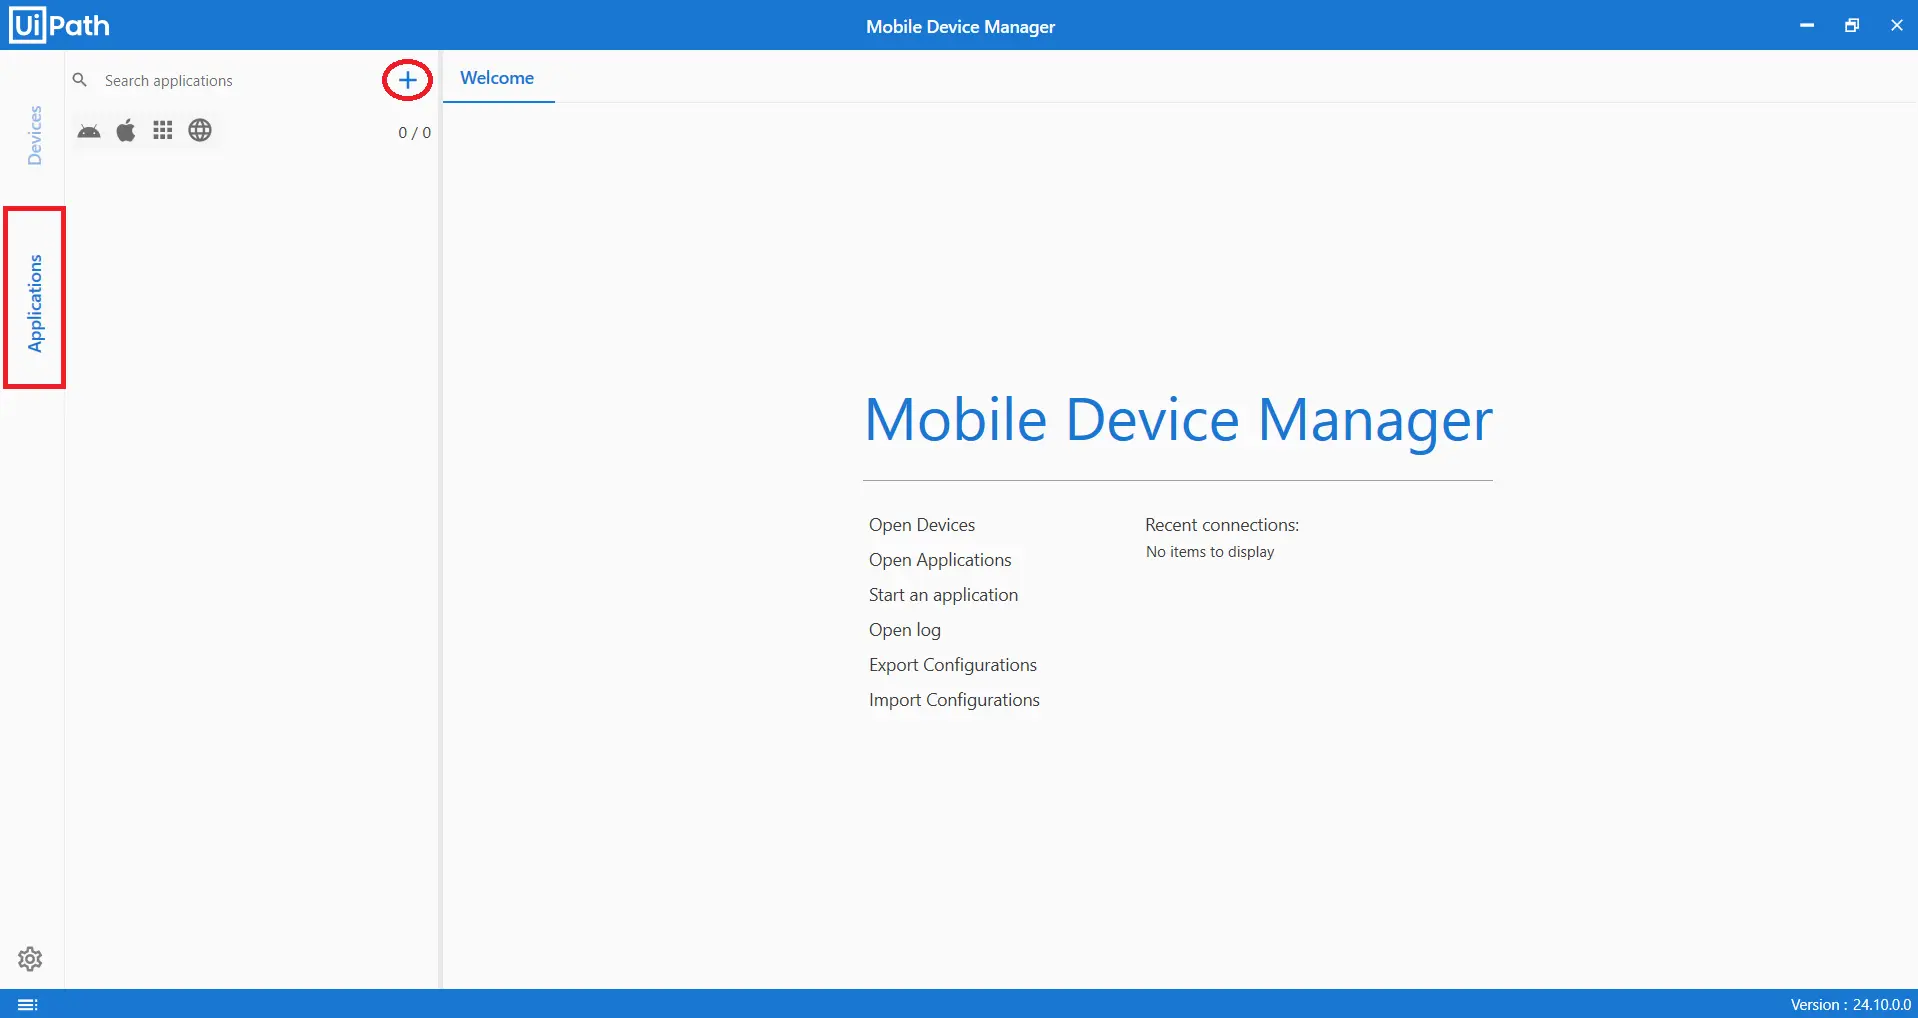 UiPath
Mobile Device Manager
Search applications
Welcome
0 / 0
Devices
Applications
Mobile Device Manager
Open Devices
Open Applications
Start an application
Open log
Export Configurations
Import Configurations
Recent connections:
No items to display
Version : 24.10.0.0